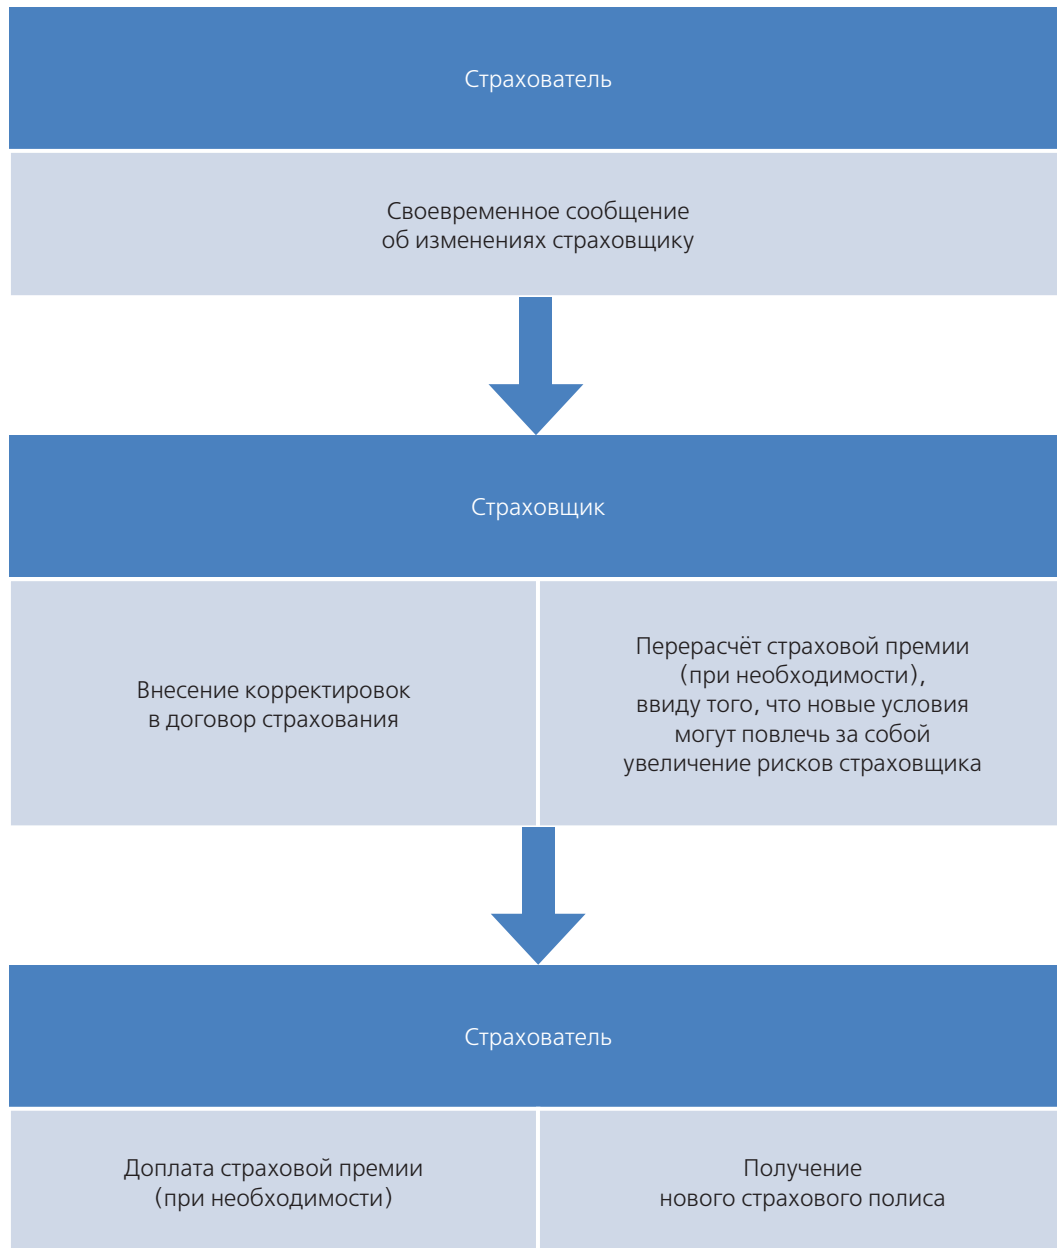 Страхователь
Своевременное сообщение
об изменениях страховщику
Страховщик
Внесение корректировок
в договор страхования
Перерасчёт страховой премии
(при необходимости),
ввиду того, что новые условия
могут повлечь за собой
увеличение рисков страховщика
Страхователь
Доплата страховой премии
(при необходимости)
Получение
нового страхового полиса